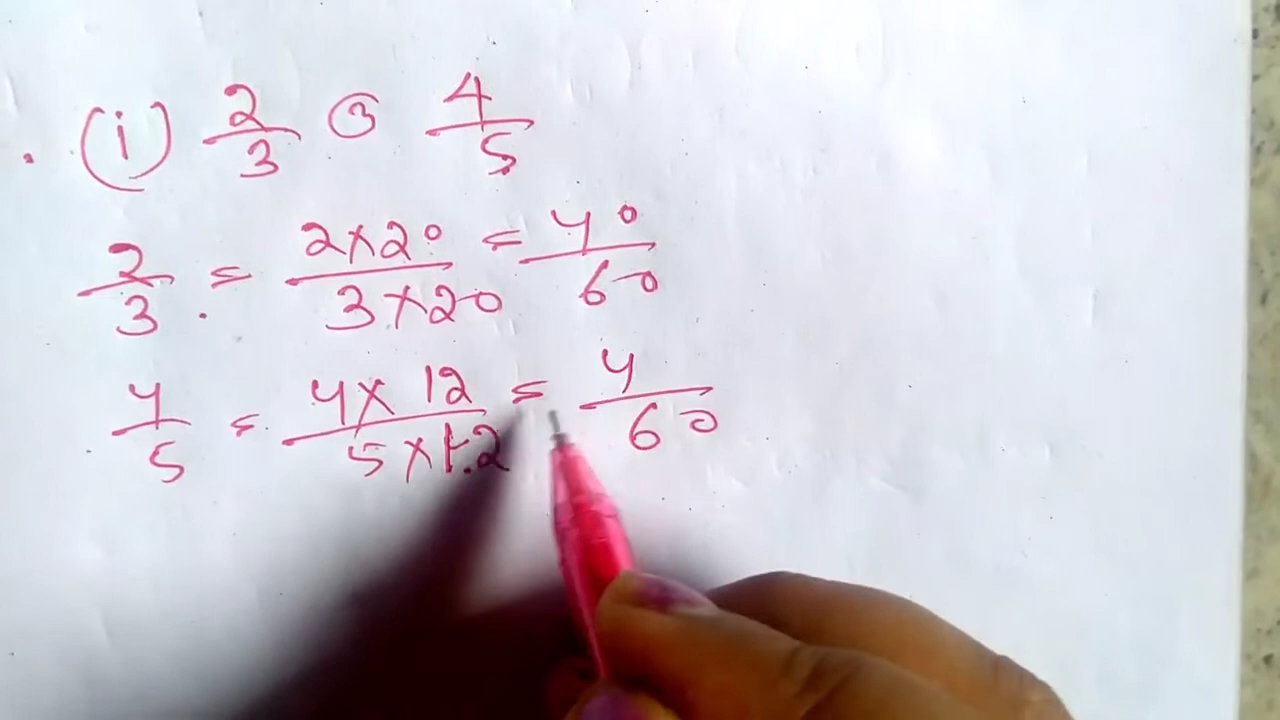 (i) 2/3 ও 4/5
2/3 = 2×20/3×20 = 40/60
4/5 = 4×12/5×12 = 4/60